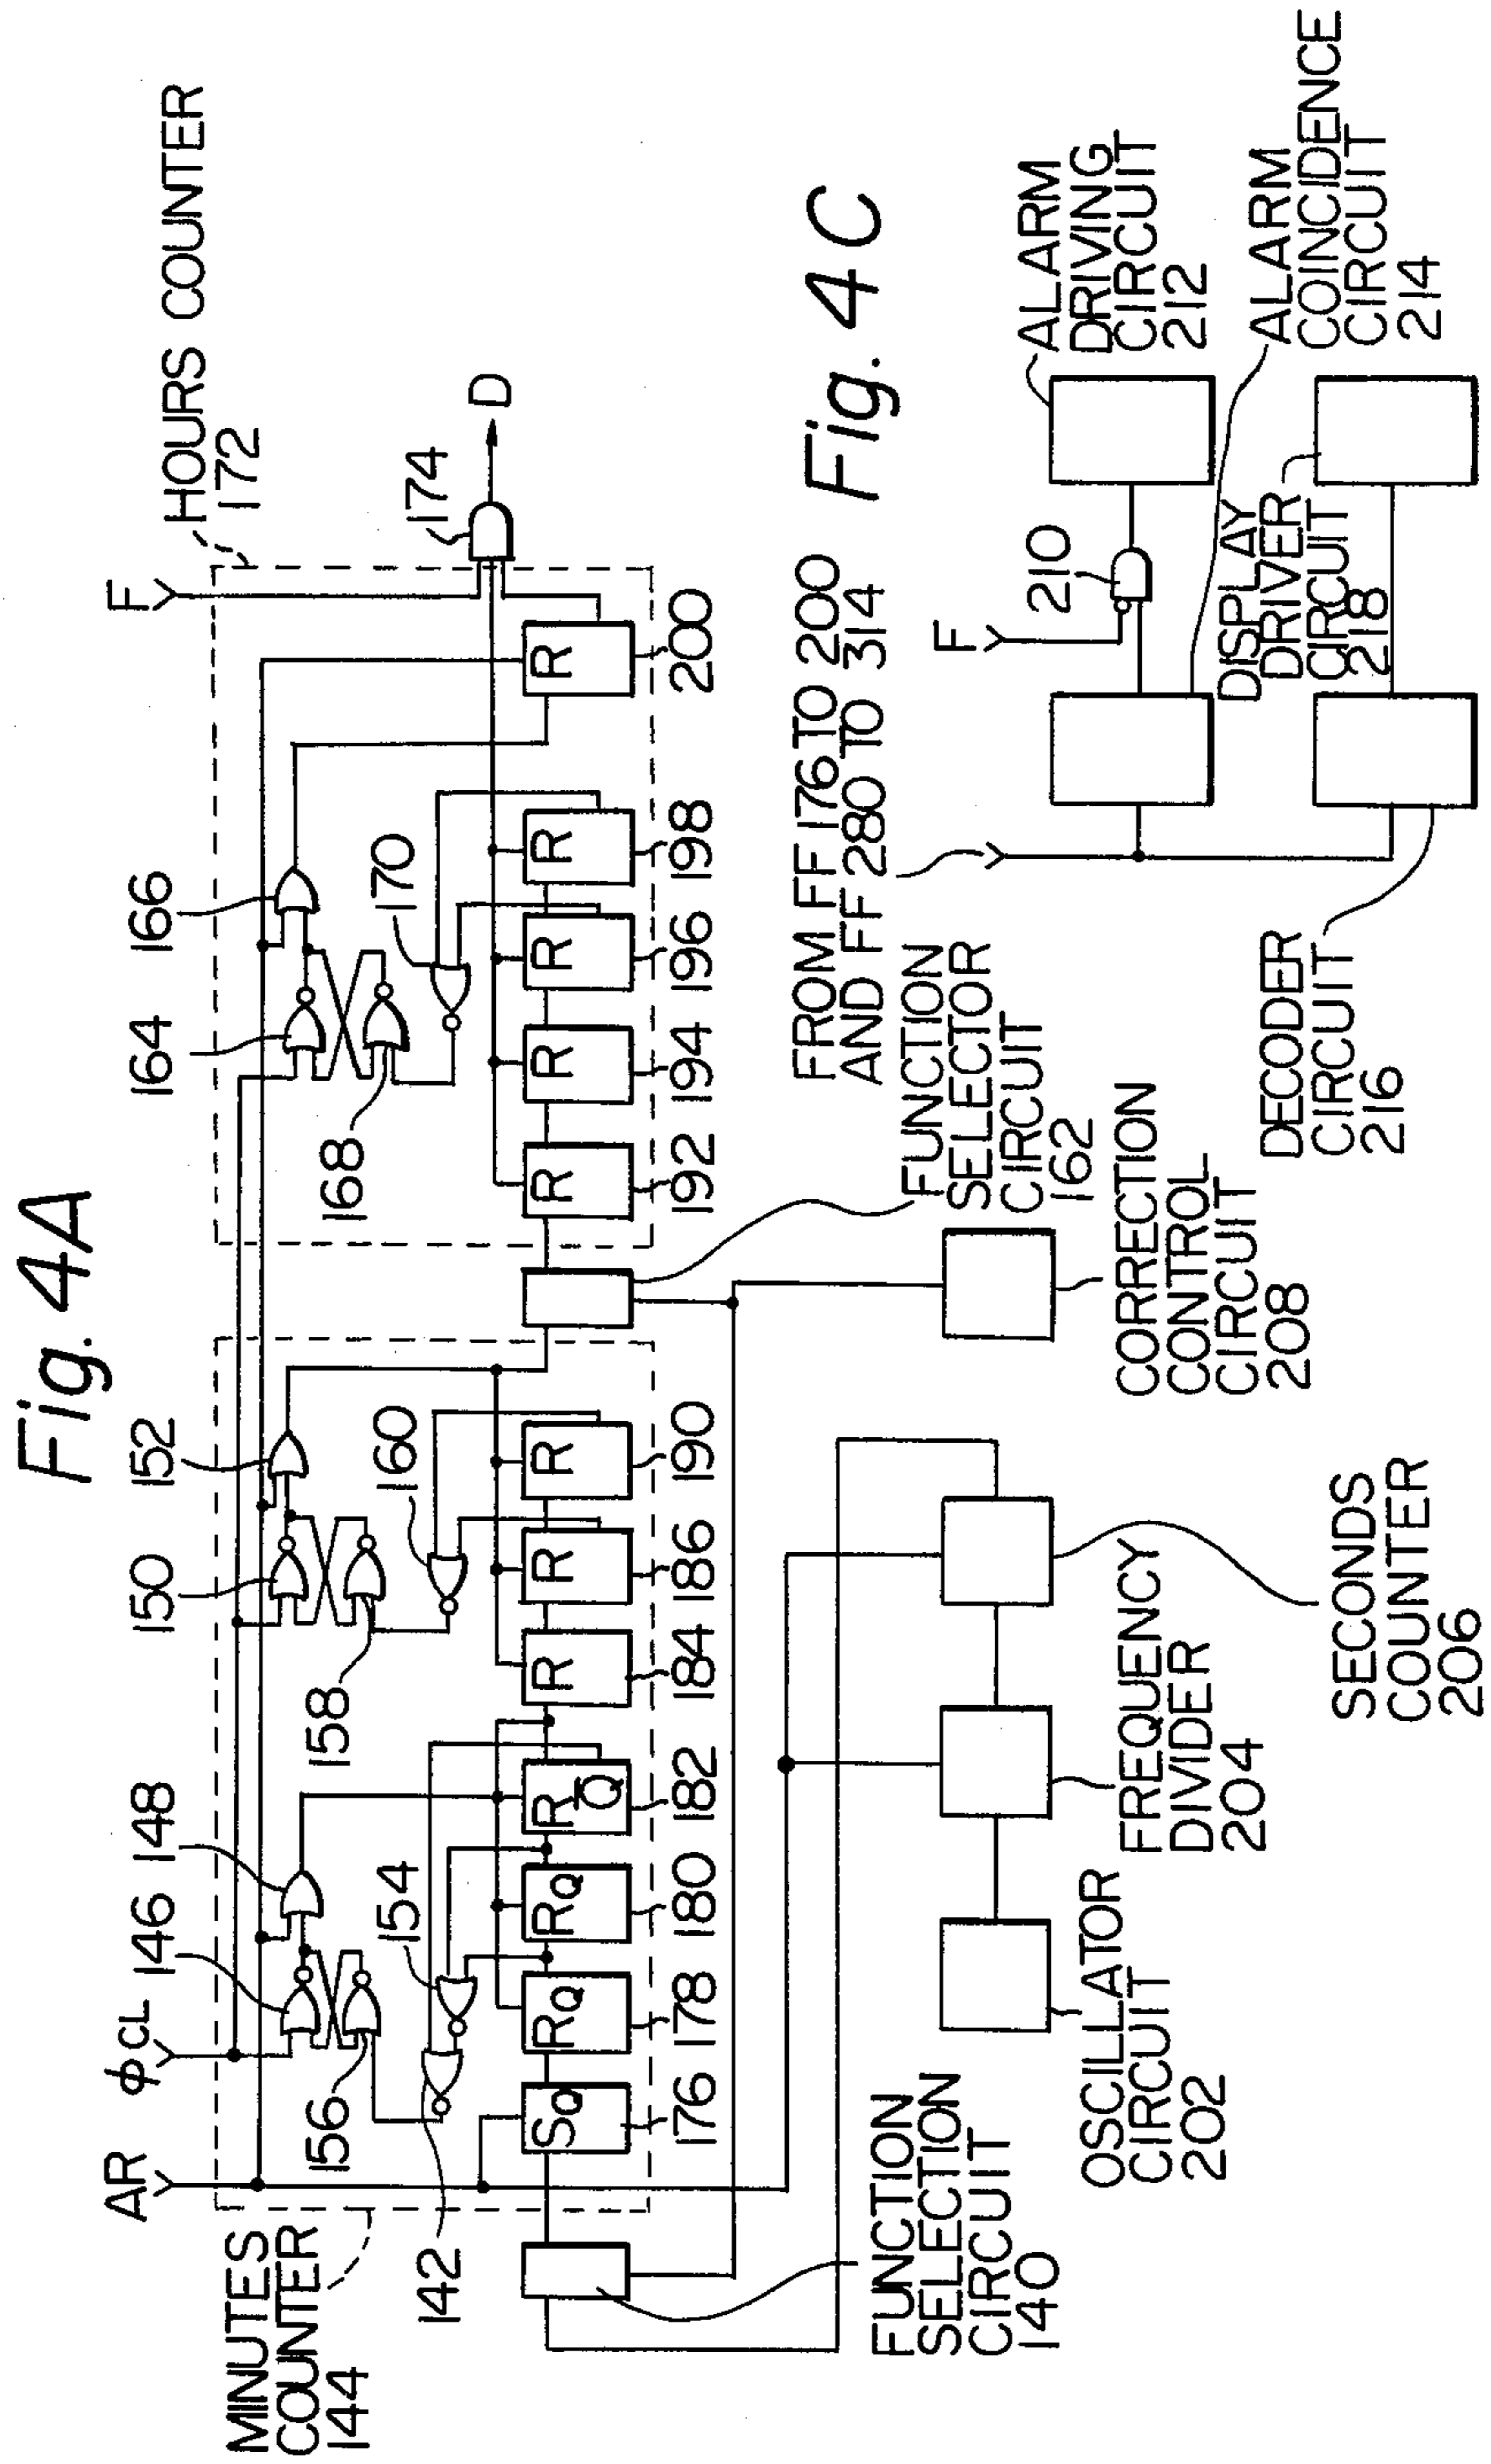 Fig. 4A
MINUTES
COUNTER
144
AR
φCL
146
148
150
152
164
166
F
HOURS COUNTER
172
156
154
158
160
168
170
174
D
142
S Q
R Q
R Q
R Q̅
R
R
R
R
R
R
R
R
176
178
180
182
184
186
190
192
194
196
198
200
FUNCTION
SELECTION
CIRCUIT
140
OSCILLATOR
CIRCUIT
202
FREQUENCY
DIVIDER
204
SECONDS
COUNTER
206
CORRECTION
CONTROL
CIRCUIT
208
FUNCTION
SELECTOR
CIRCUIT
162
Fig. 4C
FROM FF 176 TO 200
AND FF 280 TO 314
F
210
ALARM
DRIVING
CIRCUIT
212
ALARM
COINCIDENCE
CIRCUIT
214
DISPLAY
DRIVER
CIRCUIT
218
DECODER
CIRCUIT
216